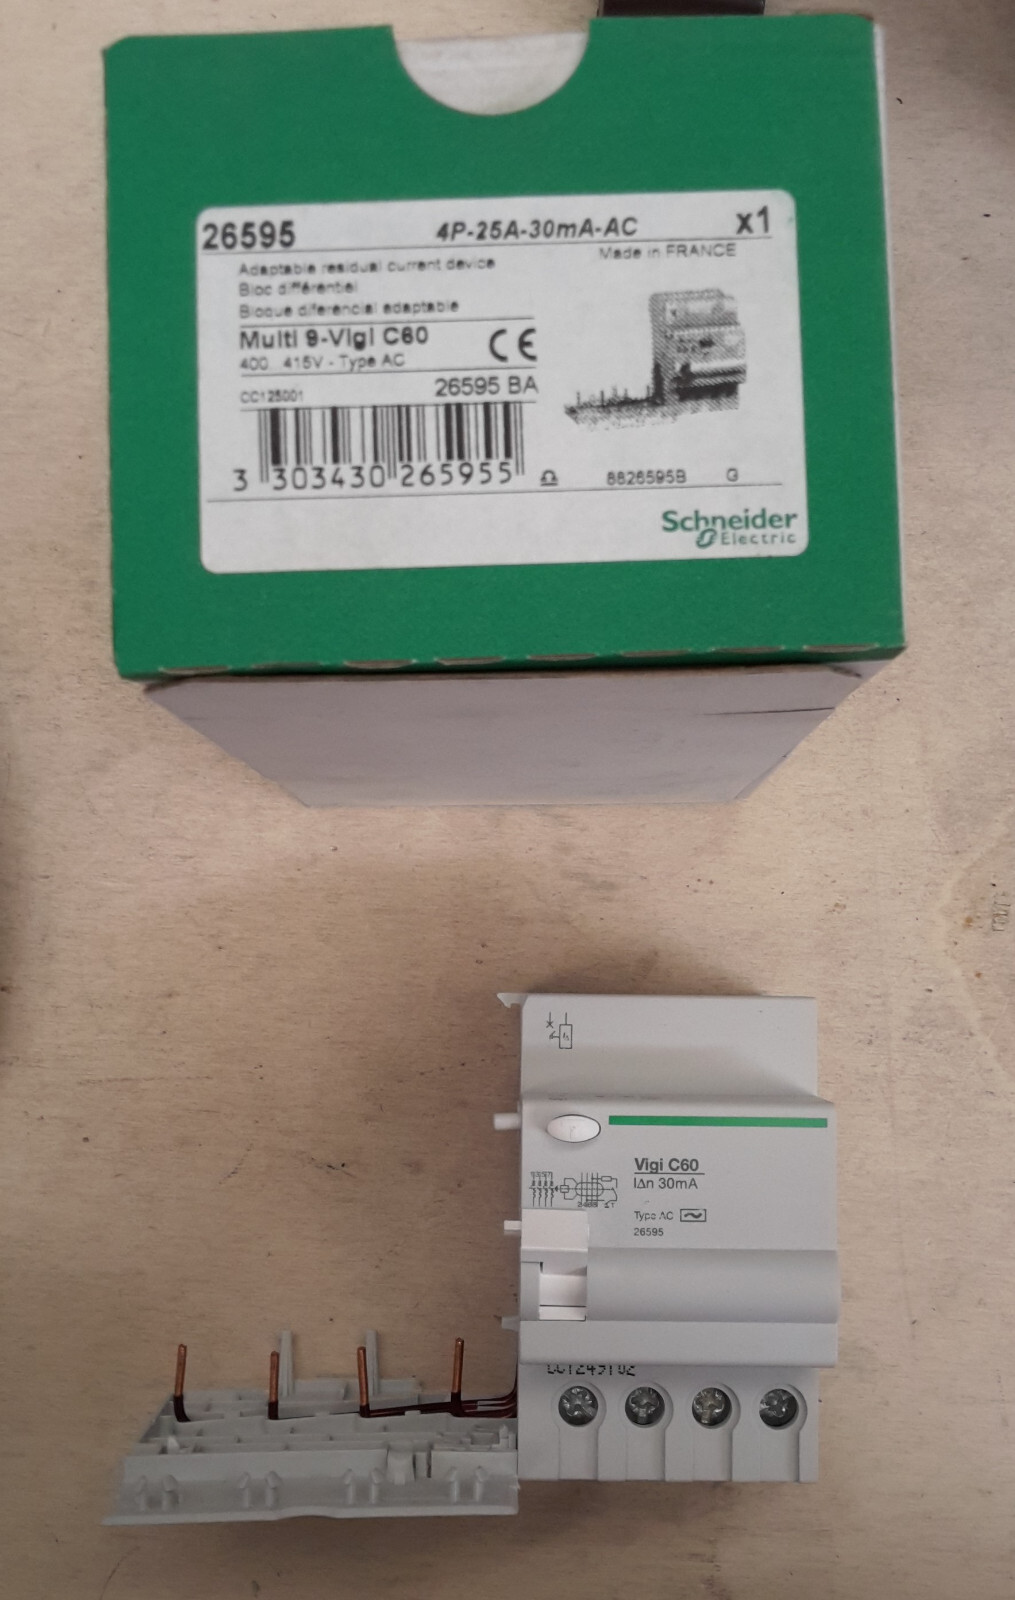 26595 4P-25A-30mA-AC x1
Made in FRANCE
Adaptable residual current device
Bloc différentiel
Bloque diferencial adaptable
Multi 9-Vigi C60 CE
400...415V - Type AC
CC125001 26595 BA
3 303430 265955
8826595B G
Schneider
Electric
Vigi C60
IΔn 30mA
Type AC
26595